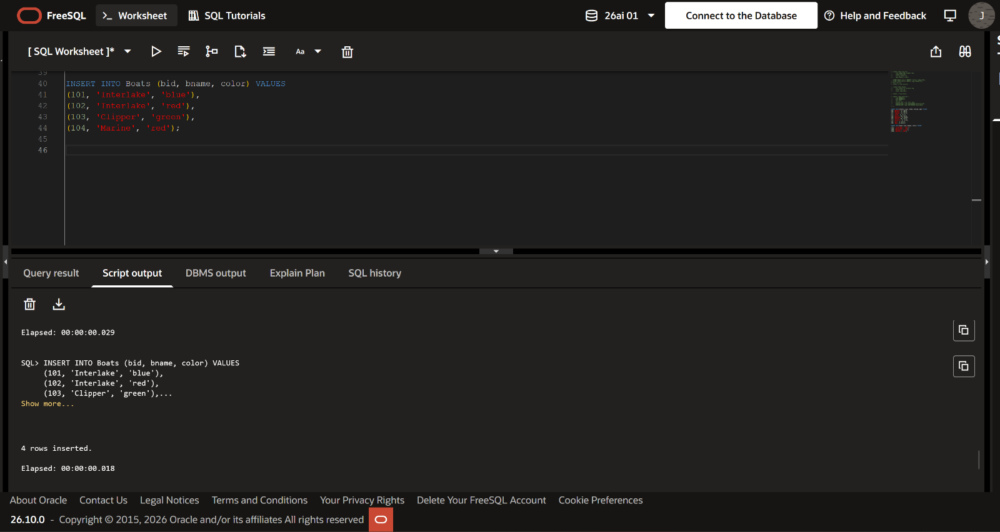 FreeSQL
>_ Worksheet
SQL Tutorials
26ai 01
Connect to the Database
Help and Feedback
J
[ SQL Worksheet ]*
Aa
39
40 INSERT INTO Boats (bid, bname, color) VALUES
41 (101, 'Interlake', 'blue'),
42 (102, 'Interlake', 'red'),
43 (103, 'Clipper', 'green'),
44 (104, 'Marine', 'red');
45
46
Query result
Script output
DBMS output
Explain Plan
SQL history
Elapsed: 00:00:00.029
SQL> INSERT INTO Boats (bid, bname, color) VALUES
(101, 'Interlake', 'blue'),
(102, 'Interlake', 'red'),
(103, 'Clipper', 'green'),...
Show more...
4 rows inserted.
Elapsed: 00:00:00.018
About Oracle Contact Us Legal Notices Terms and Conditions Your Privacy Rights Delete Your FreeSQL Account Cookie Preferences
26.10.0 - Copyright © 2015, 2026 Oracle and/or its affiliates All rights reserved